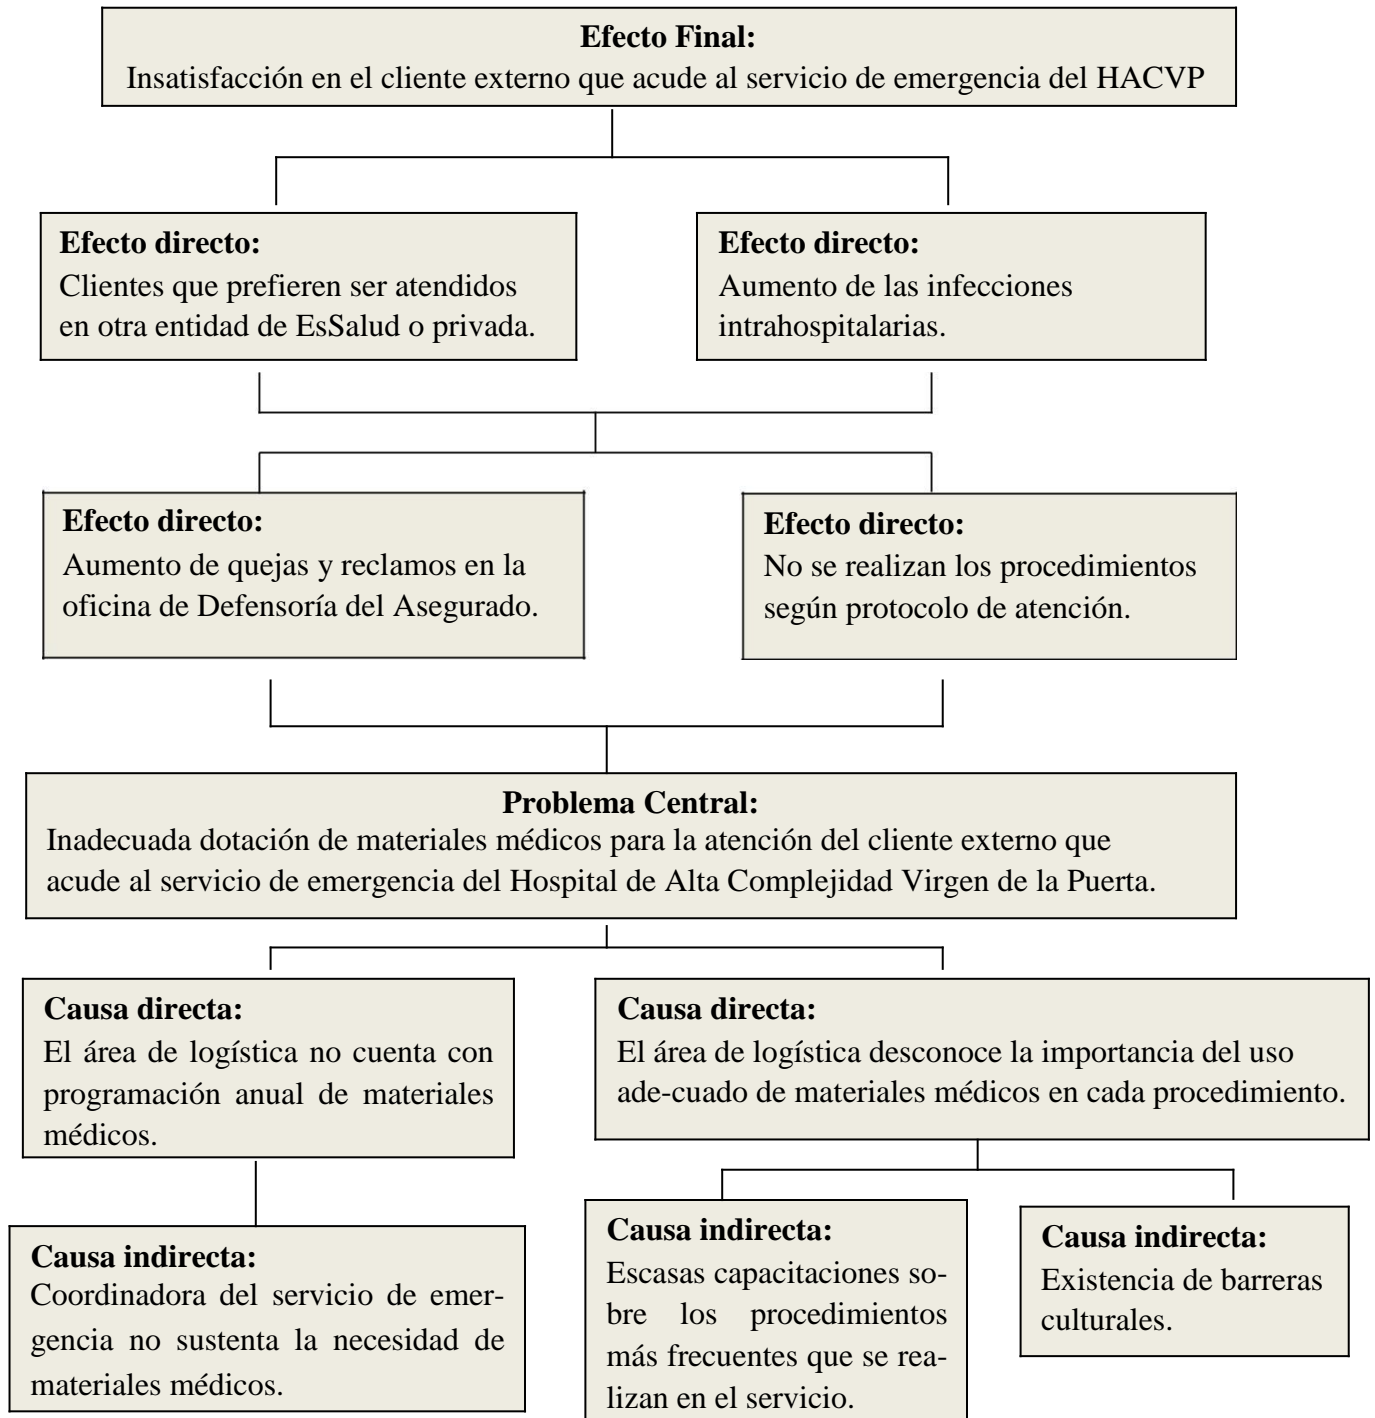 Efecto Final:
Insatisfacción en el cliente externo que acude al servicio de emergencia del HACVP
Efecto directo:
Clientes que prefieren ser atendidos
en otra entidad de EsSalud o privada.
Efecto directo:
Aumento de las infecciones
intrahospitalarias.
Efecto directo:
Aumento de quejas y reclamos en la
oficina de Defensoría del Asegurado.
Efecto directo:
No se realizan los procedimientos
según protocolo de atención.
Problema Central:
Inadecuada dotación de materiales médicos para la atención del cliente externo que
acude al servicio de emergencia del Hospital de Alta Complejidad Virgen de la Puerta.
Causa directa:
El área de logística no cuenta con
programación anual de materiales
médicos.
Causa directa:
El área de logística desconoce la importancia del uso
ade-cuado de materiales médicos en cada procedimiento.
Causa indirecta:
Coordinadora del servicio de emer-
gencia no sustenta la necesidad de
materiales médicos.
Causa indirecta:
Escasas capacitaciones so-
bre los procedimientos
más frecuentes que se rea-
lizan en el servicio.
Causa indirecta:
Existencia de barreras
culturales.